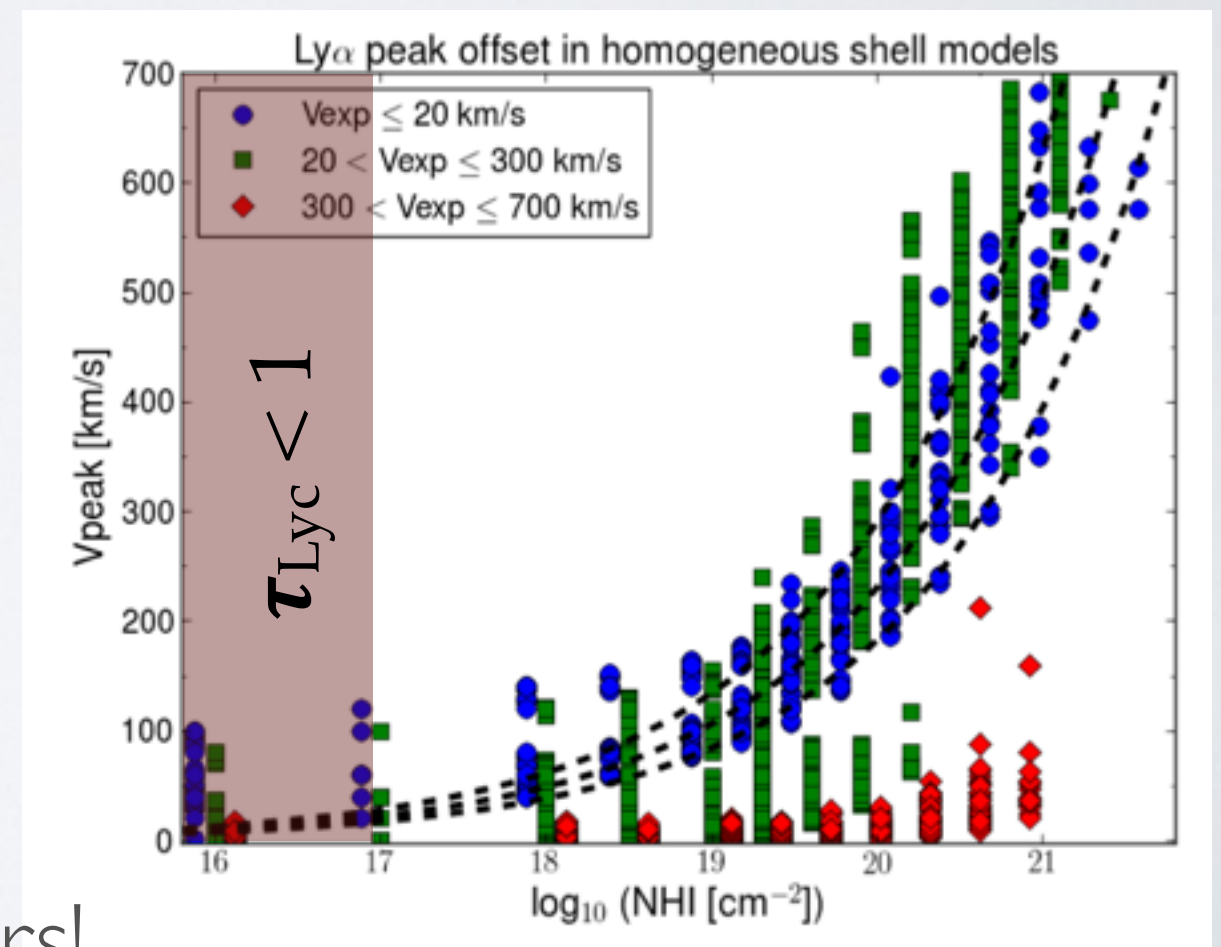 Lyα peak offset in homogeneous shell models
Vexp ≤ 20 km/s
20 < Vexp ≤ 300 km/s
300 < Vexp ≤ 700 km/s
700
600
500
400
300
200
100
0
Vpeak [km/s]
τLyc < 1
16 17 18 19 20 21
log₁₀ (NHI [cm⁻²])
rs!